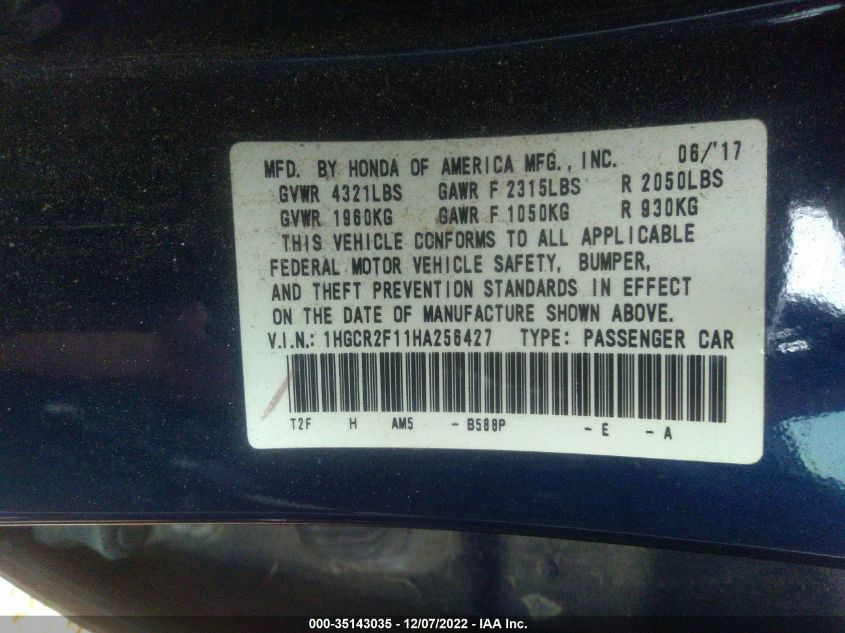 MFD. BY HONDA OF AMERICA MFG., INC. 06/'17
GVWR 4321LBS GAWR F 2315LBS R 2050LBS
GVWR 1960KG GAWR F 1050KG R 930KG
THIS VEHICLE CONFORMS TO ALL APPLICABLE
FEDERAL MOTOR VEHICLE SAFETY, BUMPER,
AND THEFT PREVENTION STANDARDS IN EFFECT
ON THE DATE OF MANUFACTURE SHOWN ABOVE.
V.I.N.: 1HGCR2F11HA256427 TYPE: PASSENGER CAR
T2F H AM5 - B588P - E - A
000-35143035 - 12/07/2022 - IAA Inc.